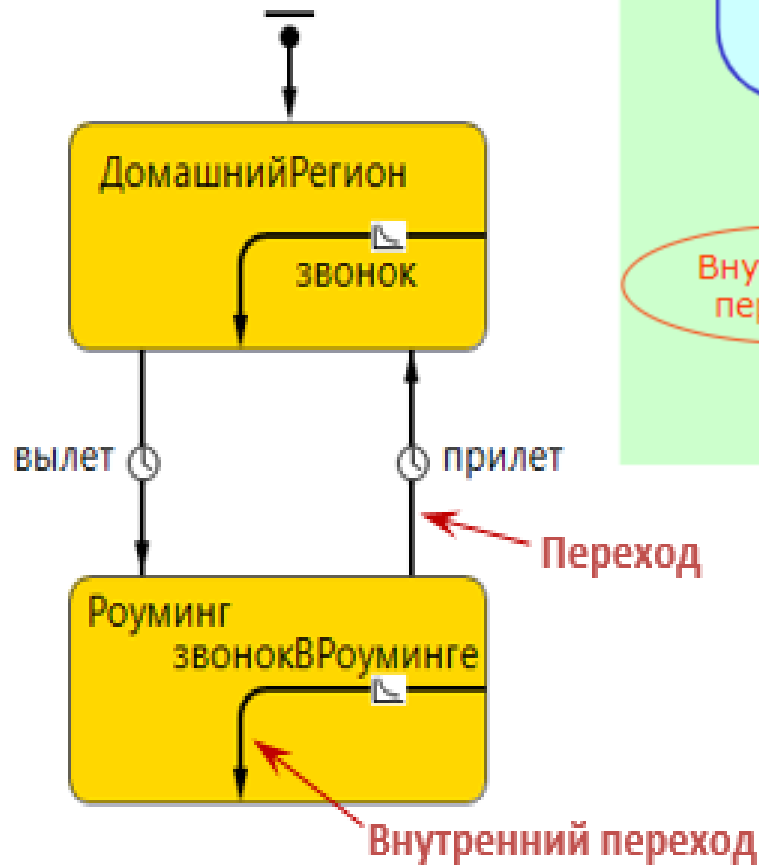 ДомашнийРегион
звонок
вылет
прилет
Переход
Роуминг
звонокВРоуминге
Внутренний переход